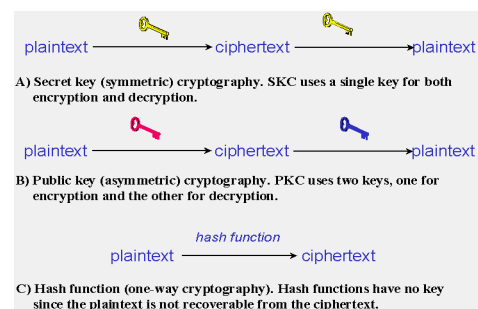 plaintext ciphertext plaintext
A) Secret key (symmetric) cryptography. SKC uses a single key for both
encryption and decryption.
plaintext ciphertext plaintext
B) Public key (asymmetric) cryptography. PKC uses two keys, one for
encryption and the other for decryption.
hash function
plaintext ciphertext
C) Hash function (one-way cryptography). Hash functions have no key
since the plaintext is not recoverable from the ciphertext.